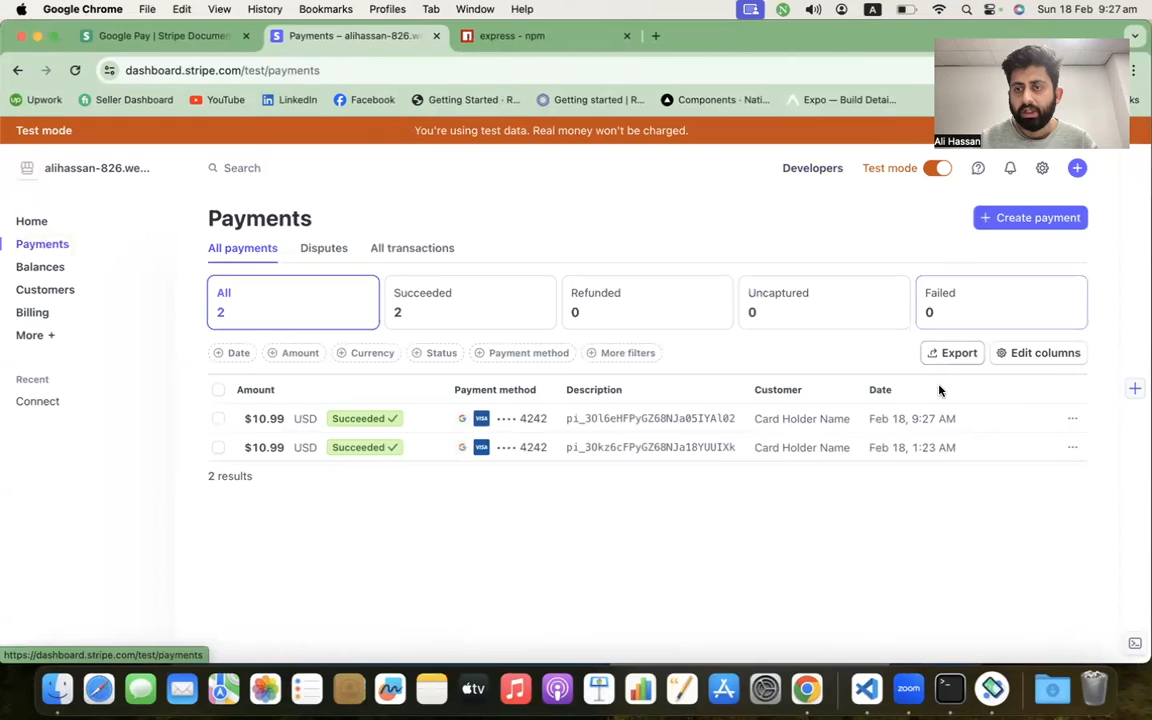 Google Chrome File Edit View History Bookmarks Profiles Tab Window Help A Sun 18 Feb 9:27 am
Google Pay | Stripe Documen Payments – alihassan-826.w express - npm
dashboard.stripe.com/test/payments
Upwork Seller Dashboard YouTube LinkedIn Facebook Getting Started · R... Getting started | R... Components · Nati... Expo — Build Detai...
Ali Hassan
Test mode You're using test data. Real money won't be charged.
alihassan-826.we... Search Developers Test mode
Home
Payments
Balances
Customers
Billing
More +
Recent
Connect
Payments Create payment
All payments Disputes All transactions
All Succeeded Refunded Uncaptured Failed
2 2 0 0 0
Date Amount Currency Status Payment method More filters Export Edit columns
Amount Payment method Description Customer Date
$10.99 USD Succeeded VISA •••• 4242 pi_3Ol6eHFPyGZ68NJa05IYAl02 Card Holder Name Feb 18, 9:27 AM
$10.99 USD Succeeded VISA •••• 4242 pi_3Okz6cFPyGZ68NJa18YUUIXk Card Holder Name Feb 18, 1:23 AM
2 results
https://dashboard.stripe.com/test/payments
tv zoom